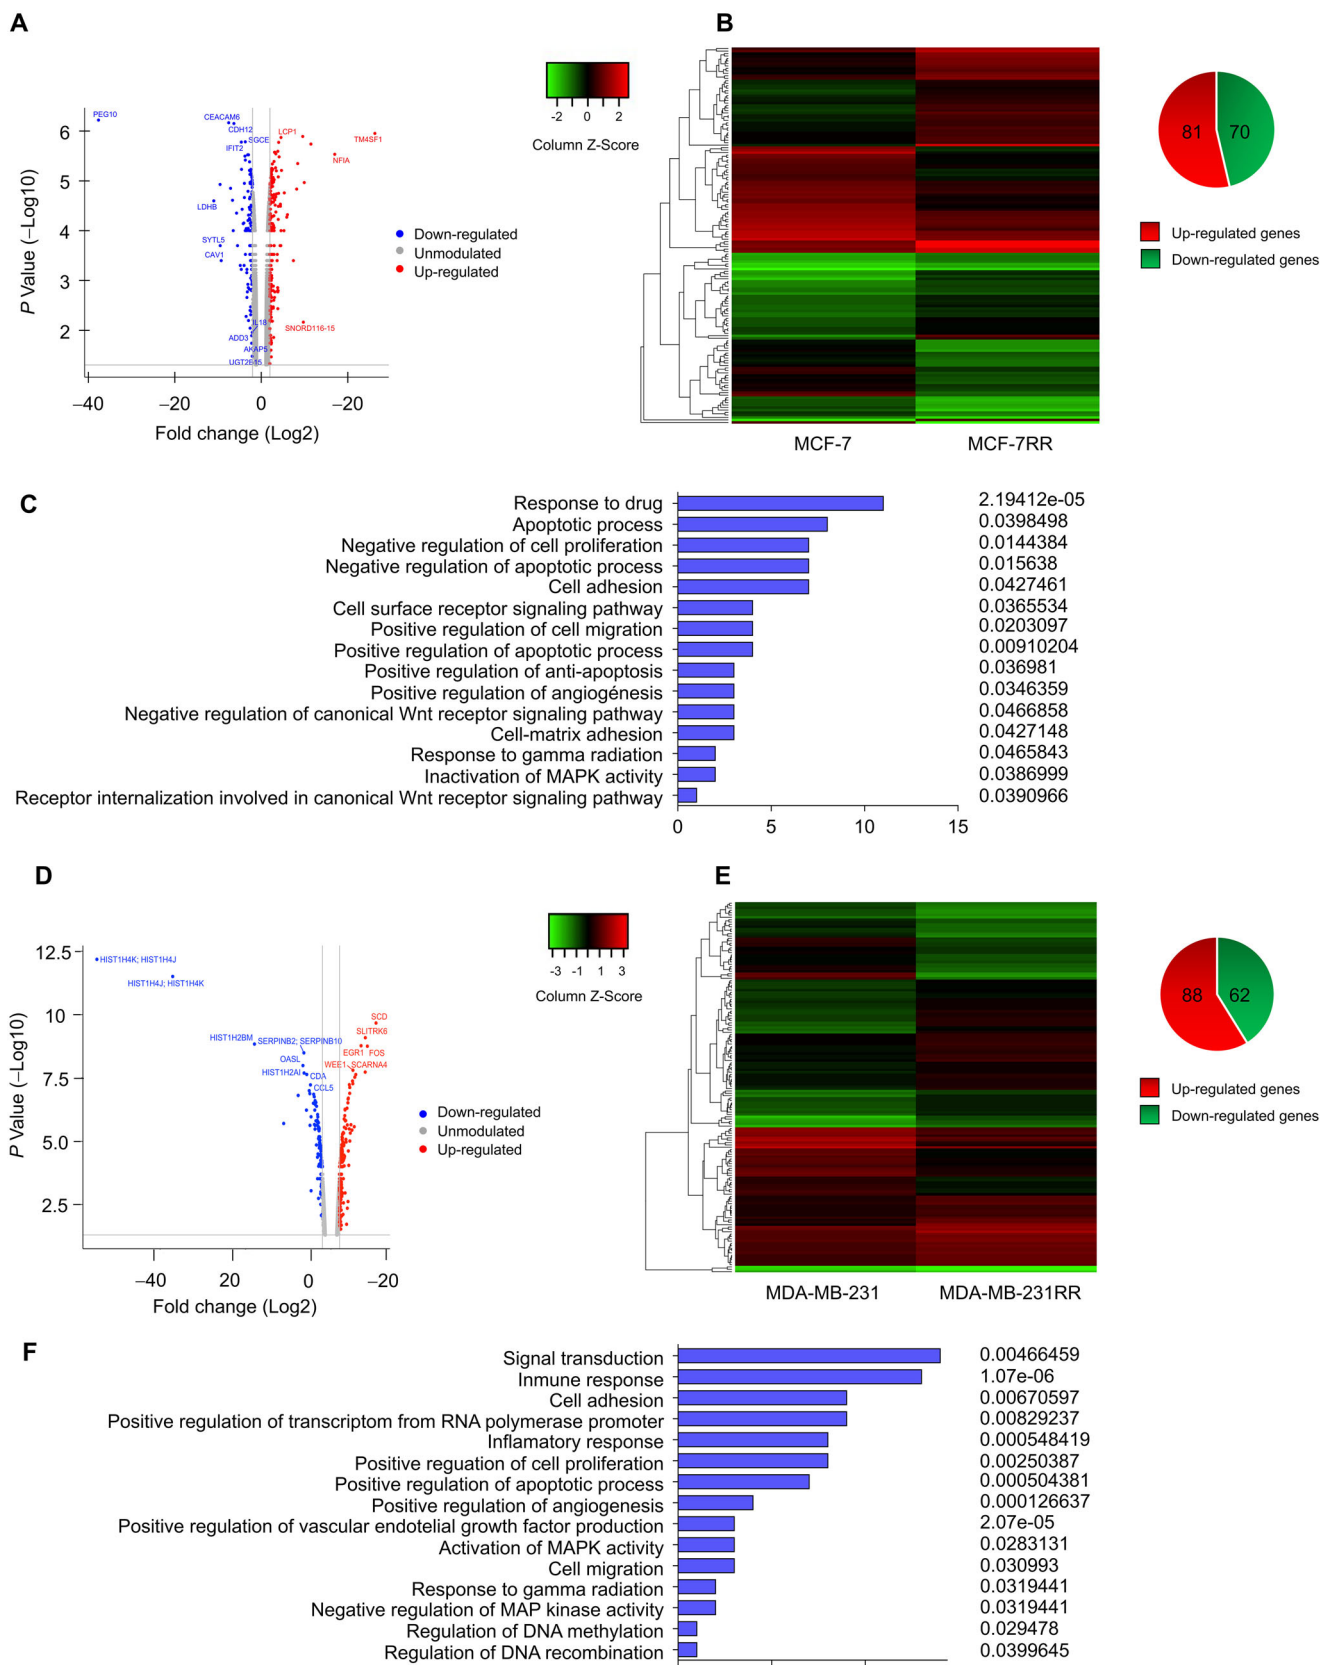 A
PEG10
CEACAM6
CDH12
SGCE
IFIT2
LCP1
TM4SF1
NFIA
LDHB
SYTL5
CAV1
IL18
ADD3
AKAP5
UGT2B15
SNORD116-15
6
5
4
3
2
P Value (–Log10)
–40
–20
0
–20
Fold change (Log2)
Down-regulated
Unmodulated
Up-regulated
-2 0 2
Column Z-Score
B
MCF-7
MCF-7RR
81
70
Up-regulated genes
Down-regulated genes
C
Response to drug 2.19412e-05
Apoptotic process 0.0398498
Negative regulation of cell proliferation 0.0144384
Negative regulation of apoptotic process 0.015638
Cell adhesion 0.0427461
Cell surface receptor signaling pathway 0.0365534
Positive regulation of cell migration 0.0203097
Positive regulation of apoptotic process 0.00910204
Positive regulation of anti-apoptosis 0.036981
Positive regulation of angiogénesis 0.0346359
Negative regulation of canonical Wnt receptor signaling pathway 0.0466858
Cell-matrix adhesion 0.0427148
Response to gamma radiation 0.0465843
Inactivation of MAPK activity 0.0386999
Receptor internalization involved in canonical Wnt receptor signaling pathway 0.0390966
0 5 10 15
D
HIST1H4K; HIST1H4J
HIST1H4J; HIST1H4K
HIST1H2BM
SERPINB2; SERPINB10
OASL
HIST1H2AI
CDA
CCL5
SCD
SLITRK6
EGR1
FOS
WEE1
SCARNA4
12.5
10
7.5
5.0
2.5
P Value (–Log10)
–40
20
0
–20
Fold change (Log2)
Down-regulated
Unmodulated
Up-regulated
-3 -1 1 3
Column Z-Score
E
MDA-MB-231
MDA-MB-231RR
88
62
Up-regulated genes
Down-regulated genes
F
Signal transduction 0.00466459
Inmune response 1.07e-06
Cell adhesion 0.00670597
Positive regulation of transcriptom from RNA polymerase promoter 0.00829237
Inflamatory response 0.000548419
Positive reguation of cell proliferation 0.00250387
Positive regulation of apoptotic process 0.000504381
Positive regulation of angiogenesis 0.000126637
Positive regulation of vascular endotelial growth factor production 2.07e-05
Activation of MAPK activity 0.0283131
Cell migration 0.030993
Response to gamma radiation 0.0319441
Negative regulation of MAP kinase activity 0.0319441
Regulation of DNA methylation 0.029478
Regulation of DNA recombination 0.0399645